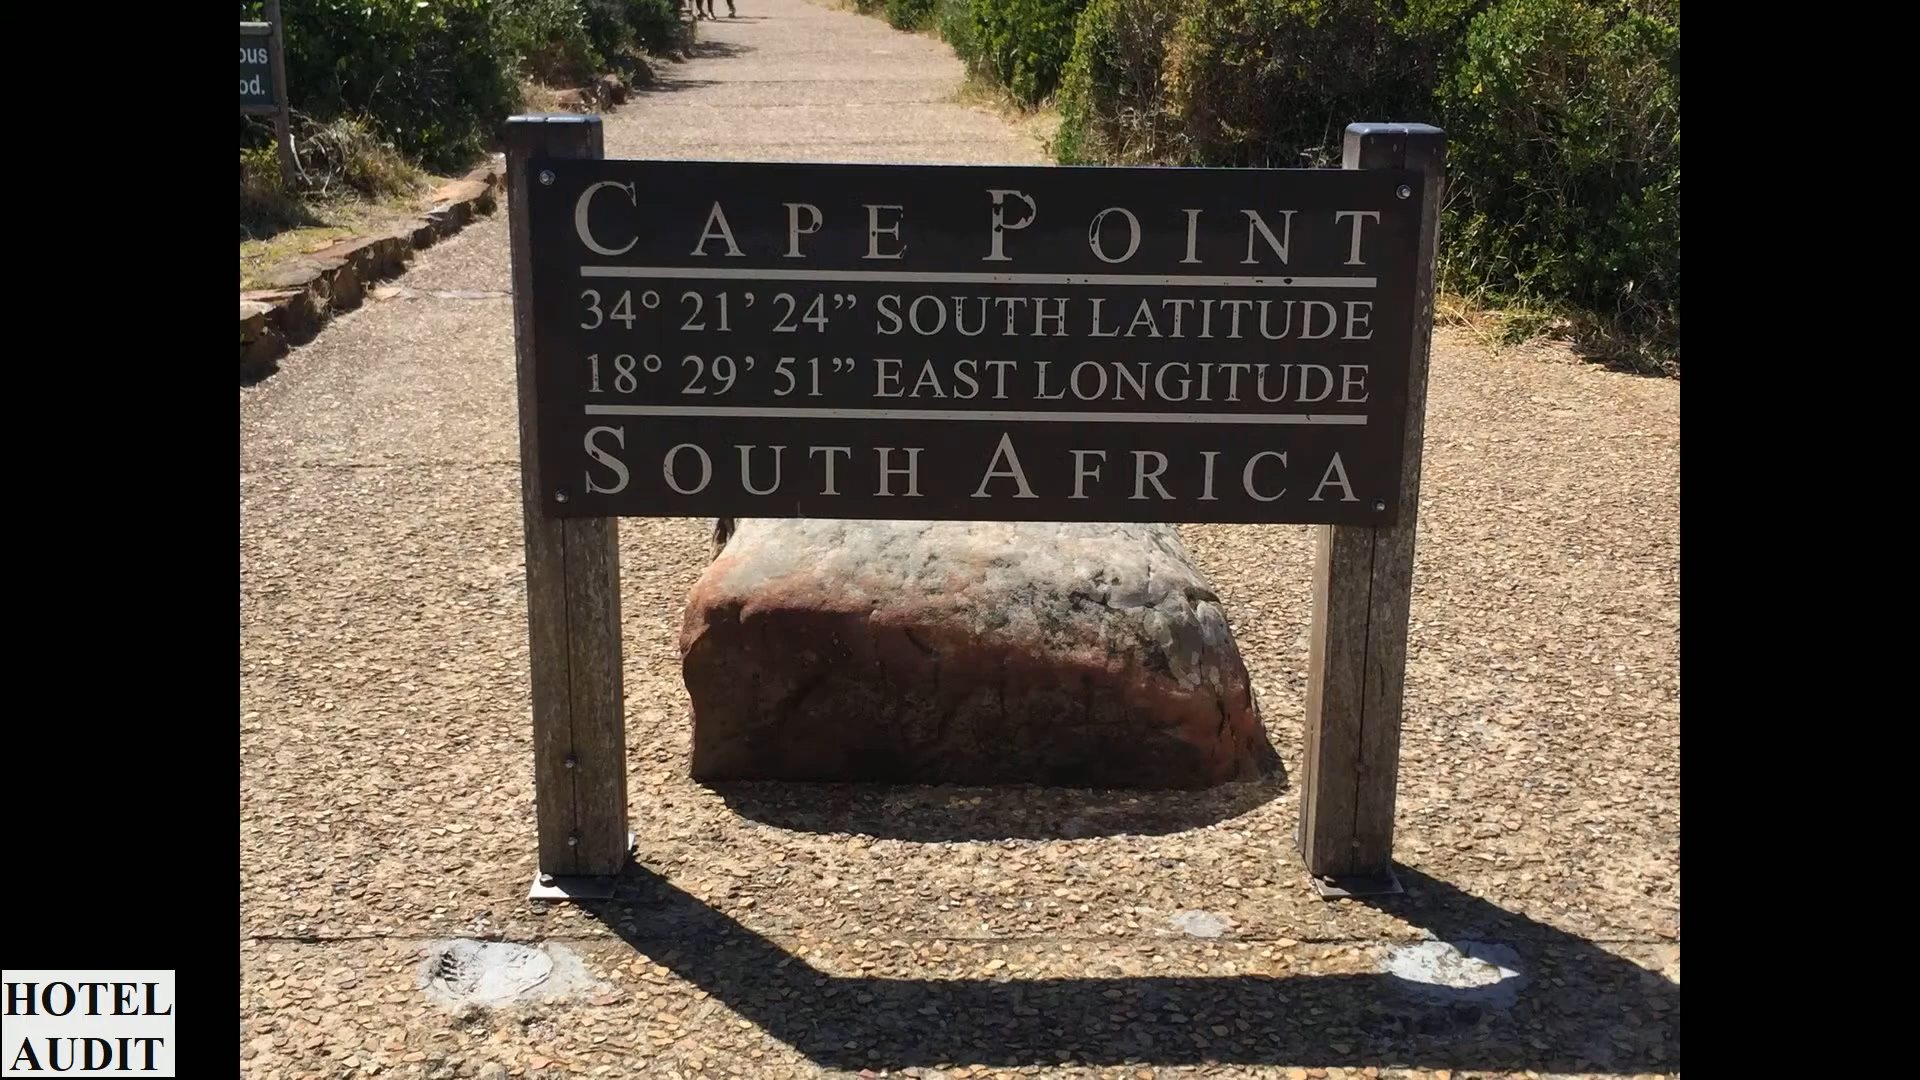 CAPE POINT
34° 21’ 24” SOUTH LATITUDE
18° 29’ 51” EAST LONGITUDE
SOUTH AFRICA
HOTEL
AUDIT